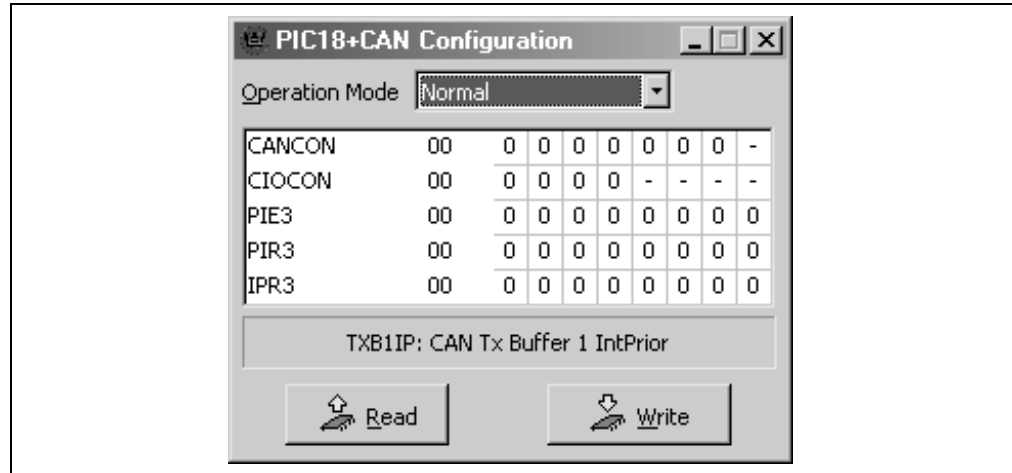 PIC18+CAN Configuration
Operation Mode Normal
CANCON 00 0 0 0 0 0 0 0 -
CIOCON 00 0 0 0 0 - - - -
PIE3 00 0 0 0 0 0 0 0 0
PIR3 00 0 0 0 0 0 0 0 0
IPR3 00 0 0 0 0 0 0 0 0
TXB1IP: CAN Tx Buffer 1 IntPrior
Read Write